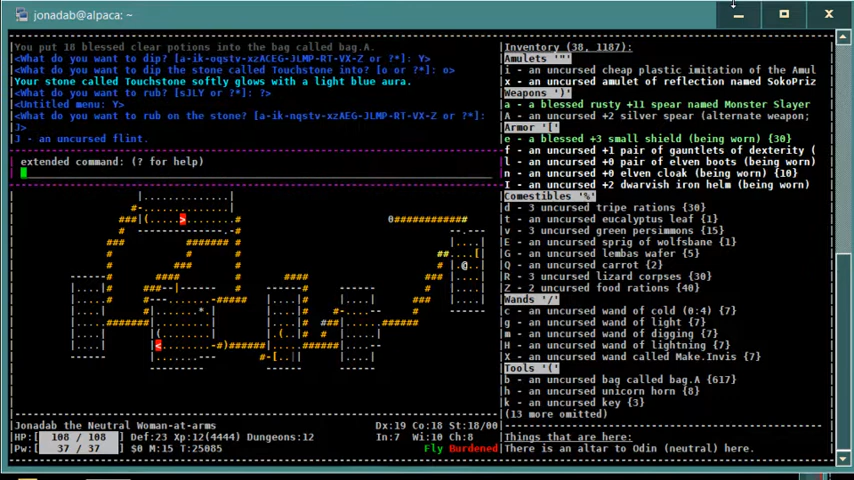 jonadab@alpaca: ~
You put 18 blessed clear potions into the bag called bag.A.
<What do you want to dip? [a-ik-oqstv-xzACEG-JLMP-RT-VX-Z or ?*]: Y>
<What do you want to dip the stone called Touchstone into? [o or ?*]: o>
Your stone called Touchstone softly glows with a light blue aura.
<What do you want to rub? [sJLY or ?*]: ?>
<Untitled menu: Y>
<What do you want to rub on the stone? [a-ik-oqstv-xzACEG-JLMP-RT-VX-Z or ?*]:
J>
J - an uncursed flint.
extended command: (? for help)
Inventory (38, 1187):
Amulets '"'
i - an uncursed cheap plastic imitation of the Amul
x - an uncursed amulet of reflection named SokoPriz
Weapons ')'
a - a blessed rusty +11 spear named Monster Slayer
A - an uncursed +2 silver spear (alternate weapon;
Armor '['
e - a blessed +3 small shield (being worn) {30}
f - an uncursed +1 pair of gauntlets of dexterity (
l - an uncursed +0 pair of elven boots (being worn)
n - an uncursed +0 elven cloak (being worn) {10}
I - an uncursed +2 dwarvish iron helm (being worn)
Comestibles '%'
d - 3 uncursed tripe rations {30}
t - an uncursed eucalyptus leaf {1}
v - 3 uncursed green persimmons {15}
E - an uncursed sprig of wolfsbane {1}
G - an uncursed lembas wafer {5}
Q - an uncursed carrot {2}
R - 3 uncursed lizard corpses {30}
Z - 2 uncursed food rations {40}
Wands '/'
c - an uncursed wand of cold (0:4) {7}
g - an uncursed wand of light {7}
m - an uncursed wand of digging {7}
H - an uncursed wand of lightning {7}
X - an uncursed wand called Make.Invis {7}
Tools '('
b - an uncursed bag called bag.A {617}
h - an uncursed unicorn horn {8}
k - an uncursed key {3}
(13 more omitted)
Jonadab the Neutral Woman-at-arms Dx:19 Co:18 St:18/00
HP:[ 108 / 108 ] Def:23 Xp:12(4444) Dungeons:12 In:7 Wi:10 Ch:8
Pw:[ 37 / 37 ] $0 M:15 T:25085 Fly Burdened
Things that are here:
There is an altar to Odin (neutral) here.